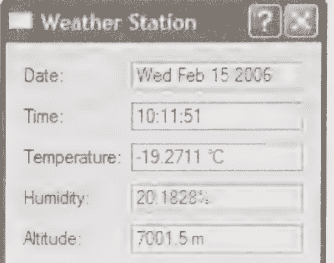 Weather Station
Date: Wed Feb 15 2006
Time: 10:11:51
Temperature: -19.2711 °C
Humidity: 20.1828%
Altitude: 7001.5 m